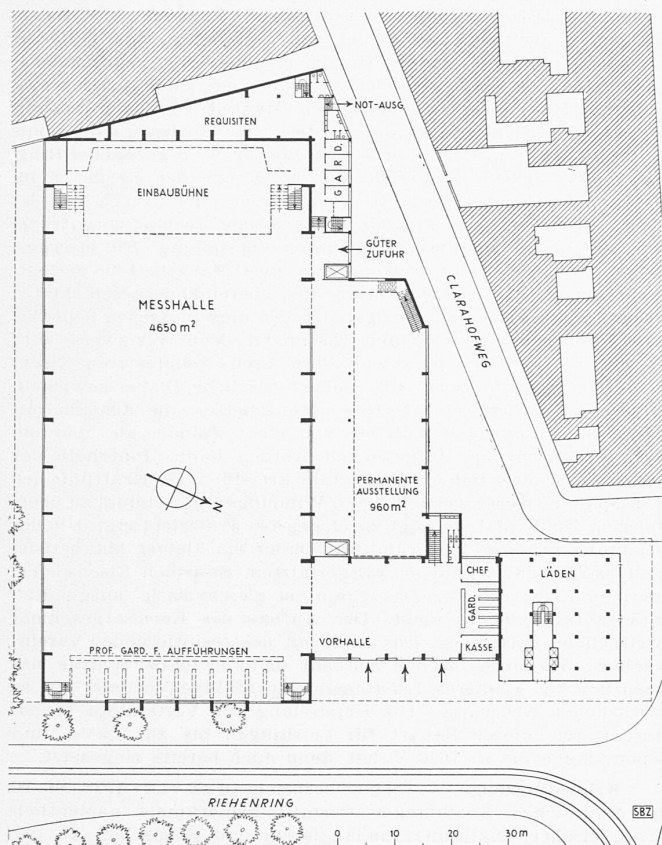 REQUISITEN
NOT-AUSG
GARD.
EINBAUBÜHNE
GÜTER
ZUFUHR
MESSHALLE
4650 m²
CLARAHOFWEG
N
PERMANENTE
AUSSTELLUNG
960 m²
CHEF
LÄDEN
GARD.
VORHALLE
KASSE
PROF. GARD. F. AUFFÜHRUNGEN
RIEHENRING
SBZ
0 10 20 30 m